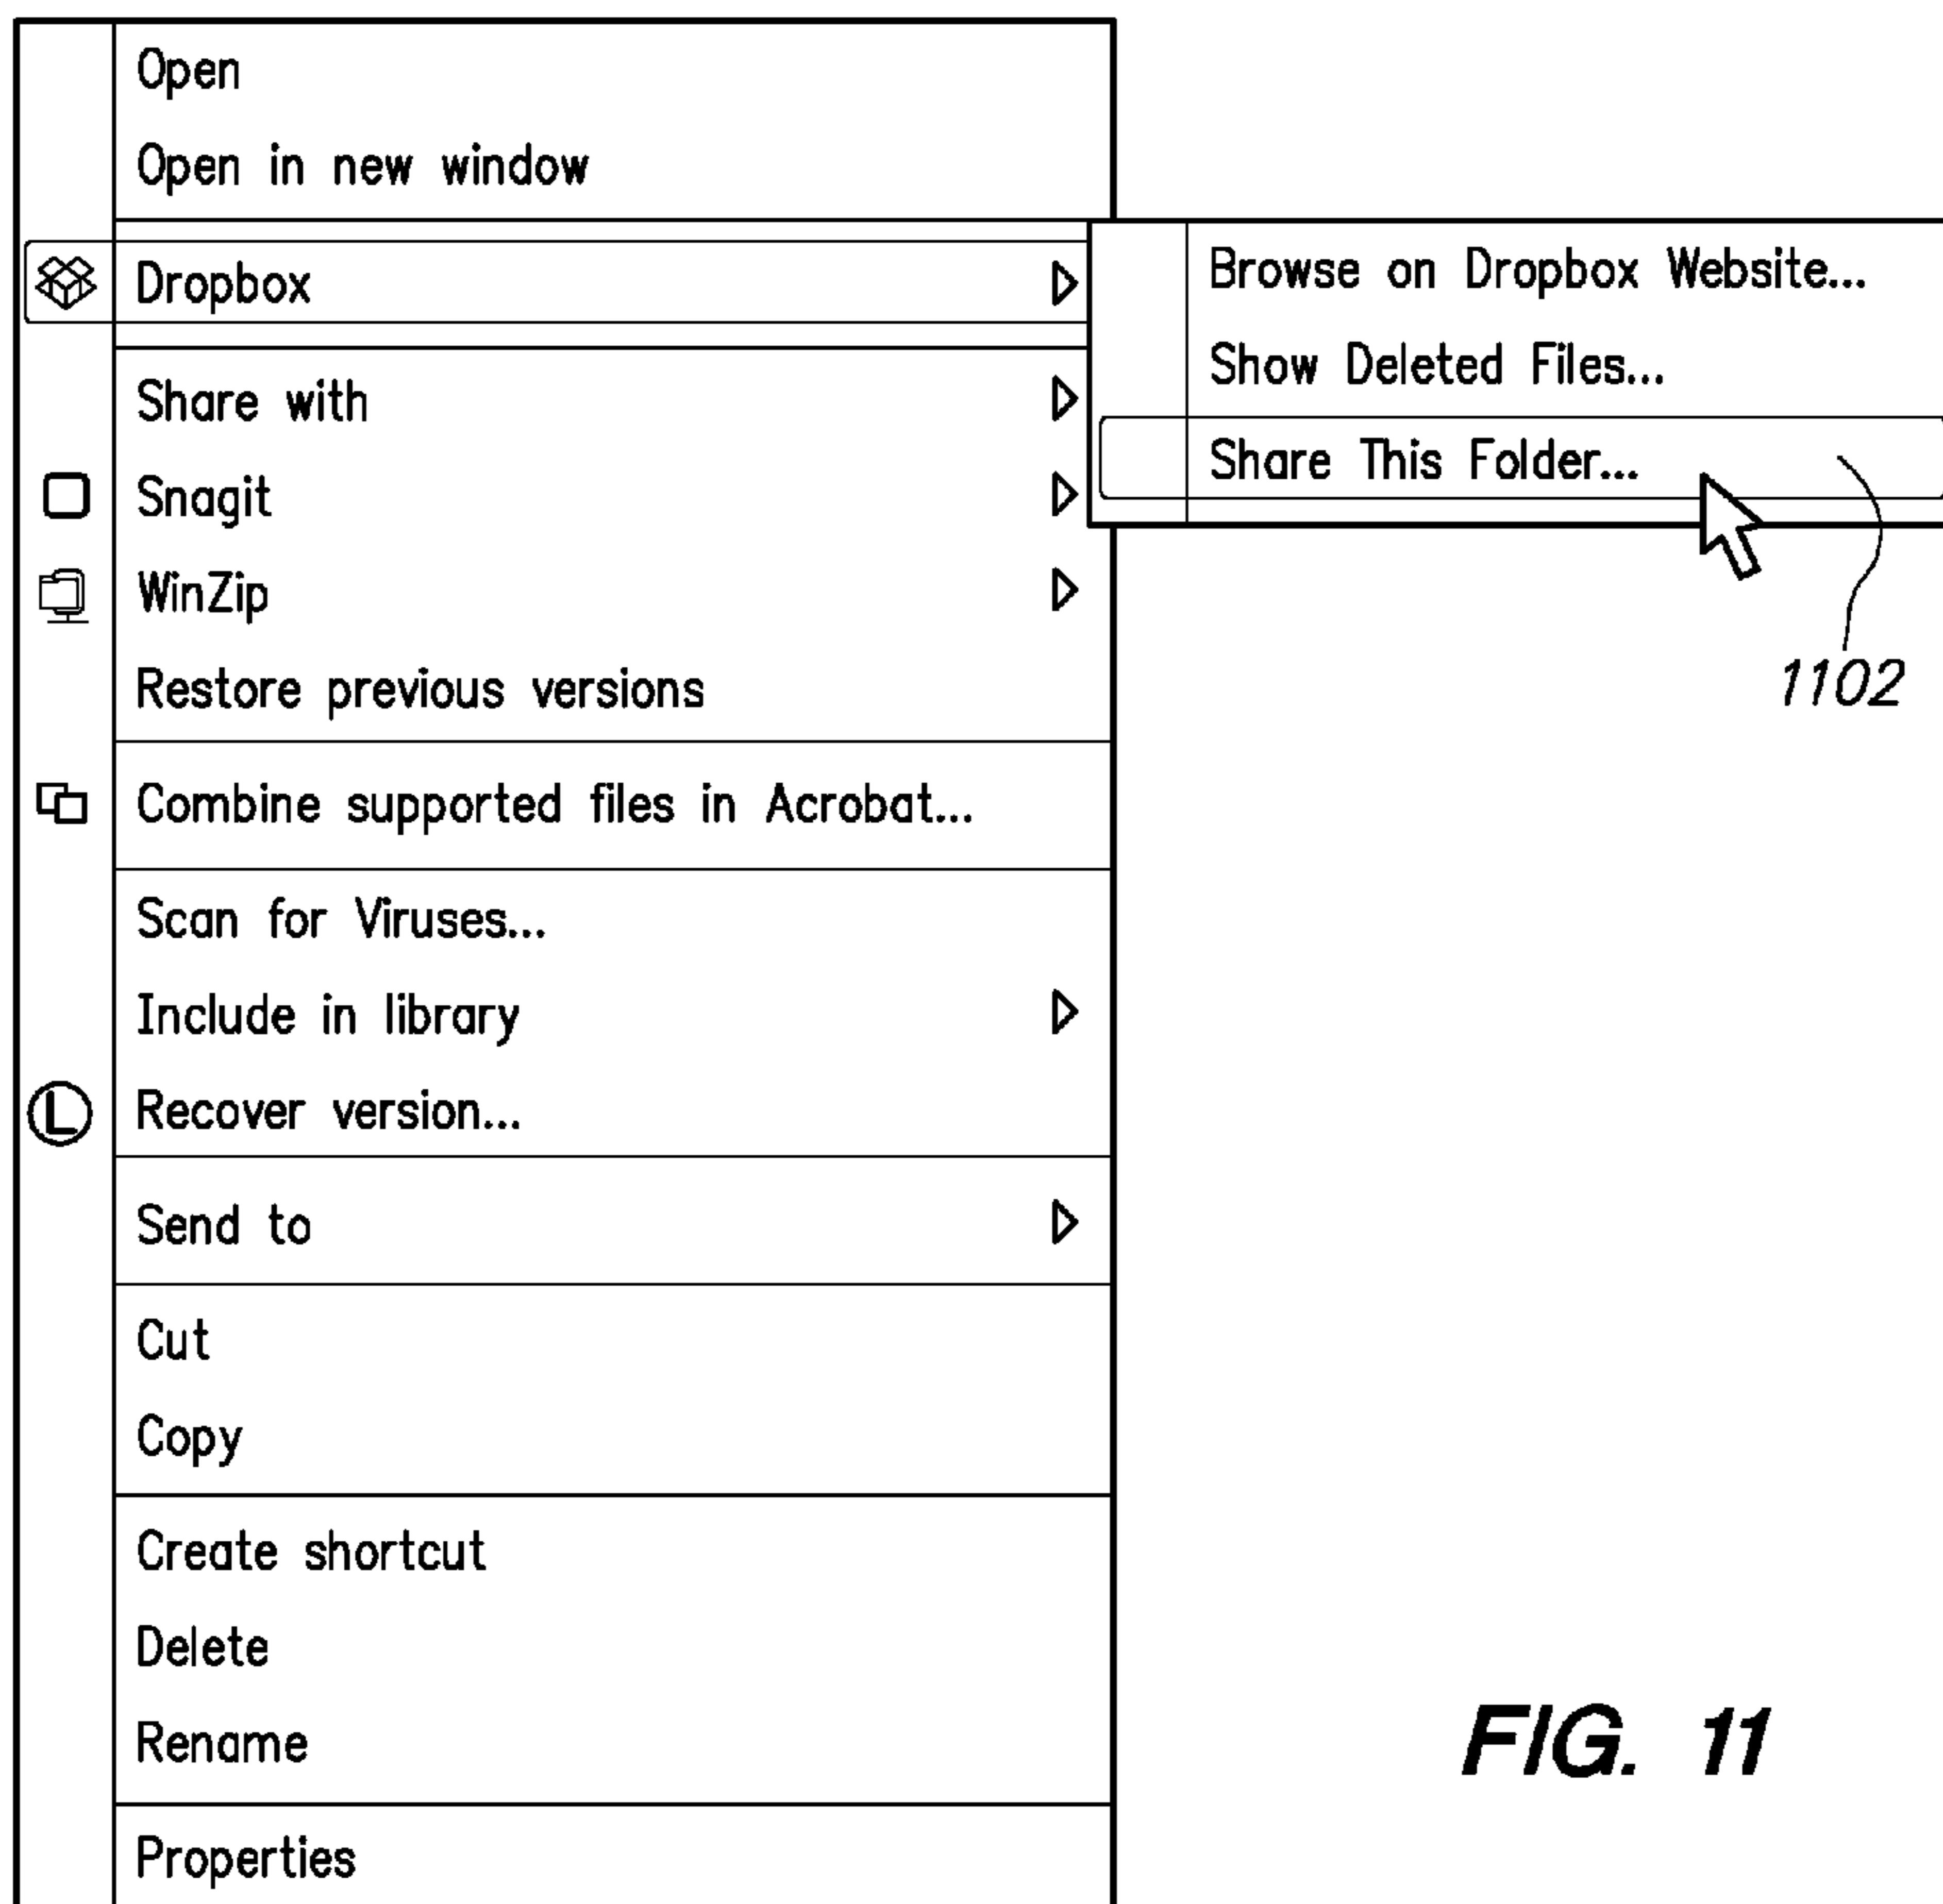 Open
Open in new window
Dropbox
Browse on Dropbox Website...
Show Deleted Files...
Share This Folder...
1102
Share with
Snagit
WinZip
Restore previous versions
Combine supported files in Acrobat...
Scan for Viruses...
Include in library
L
Recover version...
Send to
Cut
Copy
Create shortcut
Delete
Rename
Properties
FIG. 11